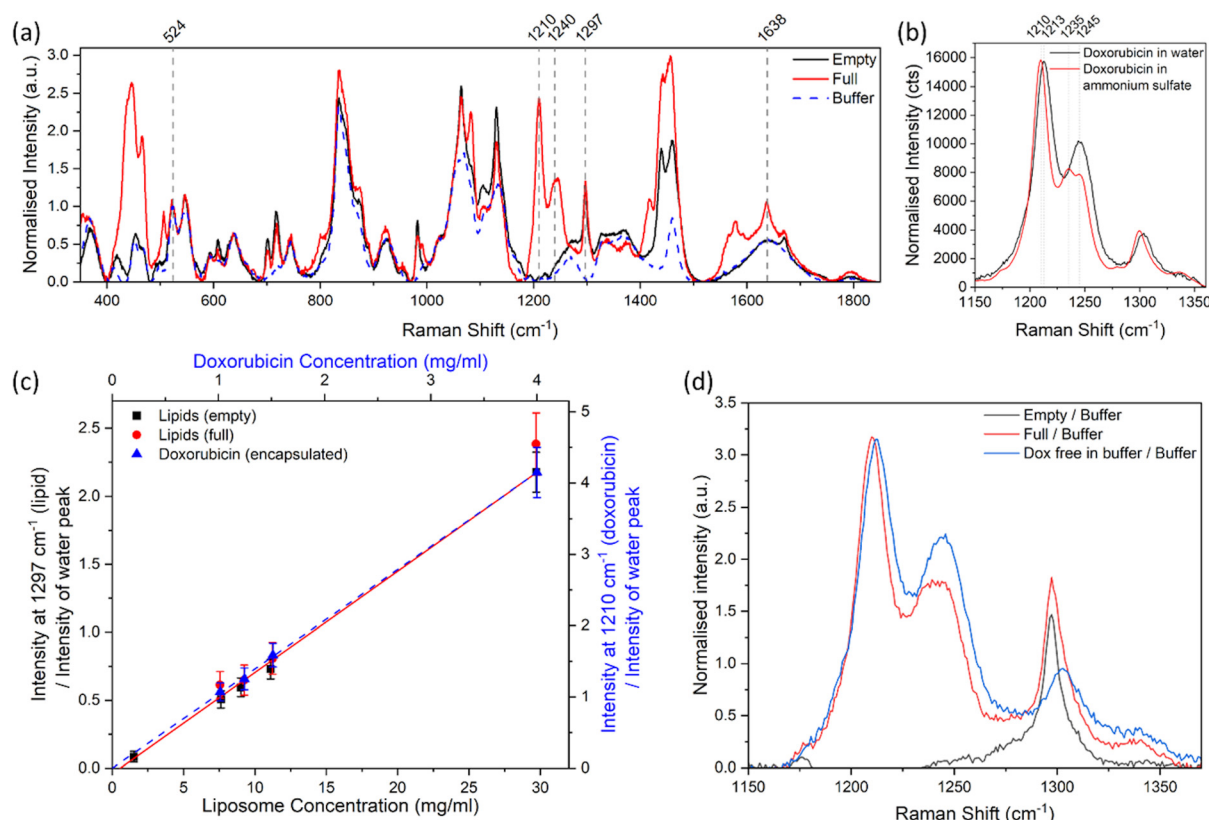 (a)
524
1210
1240
1297
1638
Normalised Intensity (a.u.)
3.0
2.5
2.0
1.5
1.0
0.5
0.0
Empty
Full
Buffer
400
600
800
1000
1200
1400
1600
1800
Raman Shift (cm-1)
(b)
1210
1213
1235
1245
Normalised Intensity (cts)
16000
14000
12000
10000
8000
6000
4000
2000
0
Doxorubicin in water
Doxorubicin in
ammonium sulfate
1150
1200
1250
1300
1350
Raman Shift (cm-1)
(c)
Doxorubicin Concentration (mg/ml)
0
1
2
3
4
Intensity at 1297 cm-1 (lipid)
/ Intensity of water peak
2.5
2.0
1.5
1.0
0.5
0.0
Lipids (empty)
Lipids (full)
Doxorubicin (encapsulated)
5
4
3
2
1
0
Intensity at 1210 cm-1 (doxorubicin)
/ Intensity of water peak
0
5
10
15
20
25
30
Liposome Concentration (mg/ml)
(d)
Normalised intensity (a.u.)
3.5
3.0
2.5
2.0
1.5
1.0
0.5
0.0
Empty / Buffer
Full / Buffer
Dox free in buffer / Buffer
1150
1200
1250
1300
1350
Raman Shift (cm-1)